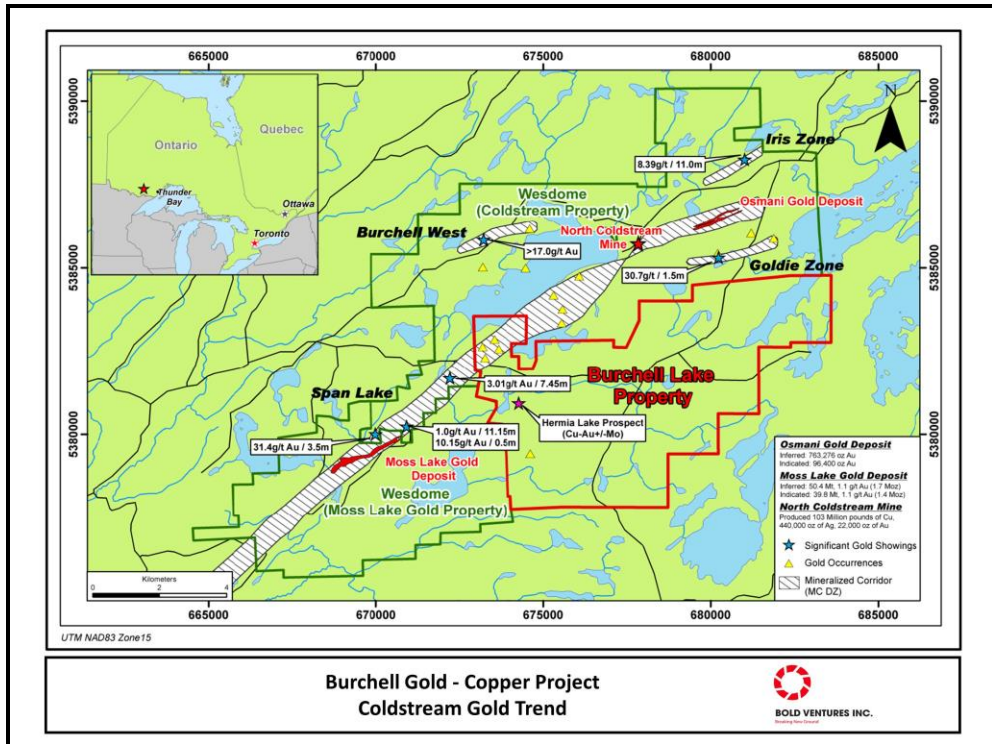 665000 670000 675000 680000 685000
5390000
5385000
5380000
5390000
5385000
5380000
Ontario
Quebec
Thunder
Bay
Ottawa
Toronto
N
Iris Zone
8.39g/t / 11.0m
Wesdome
(Coldstream Property)
Osmani Gold Deposit
Burchell West
North Coldstream
Mine
>17.0g/t Au
Goldie Zone
30.7g/t / 1.5m
Span Lake
3.01g/t Au / 7.45m
Burchell Lake
Property
Hermia Lake Prospect
(Cu-Au+/-Mo)
1.0g/t Au / 11.15m
10.15g/t Au / 0.5m
31.4g/t Au / 3.5m
Moss Lake Gold
Deposit
Wesdome
(Moss Lake Gold Property)
Osmani Gold Deposit
Inferred: 763,276 oz Au
Indicated: 96,400 oz Au
Moss Lake Gold Deposit
Inferred: 50.4 Mt, 1.1 g/t Au (1.7 Moz)
Indicated: 39.8 Mt, 1.1 g/t Au (1.4 Moz)
North Coldstream Mine
Produced 103 Million pounds of Cu,
440,000 oz of Ag, 22,000 oz of Au
Significant Gold Showings
Gold Occurrences
Mineralized Corridor
(MC DZ)
Kilometers
0 2 4
665000 670000 675000 680000 685000
UTM NAD83 Zone15
Burchell Gold - Copper Project
Coldstream Gold Trend
BOLD VENTURES INC.